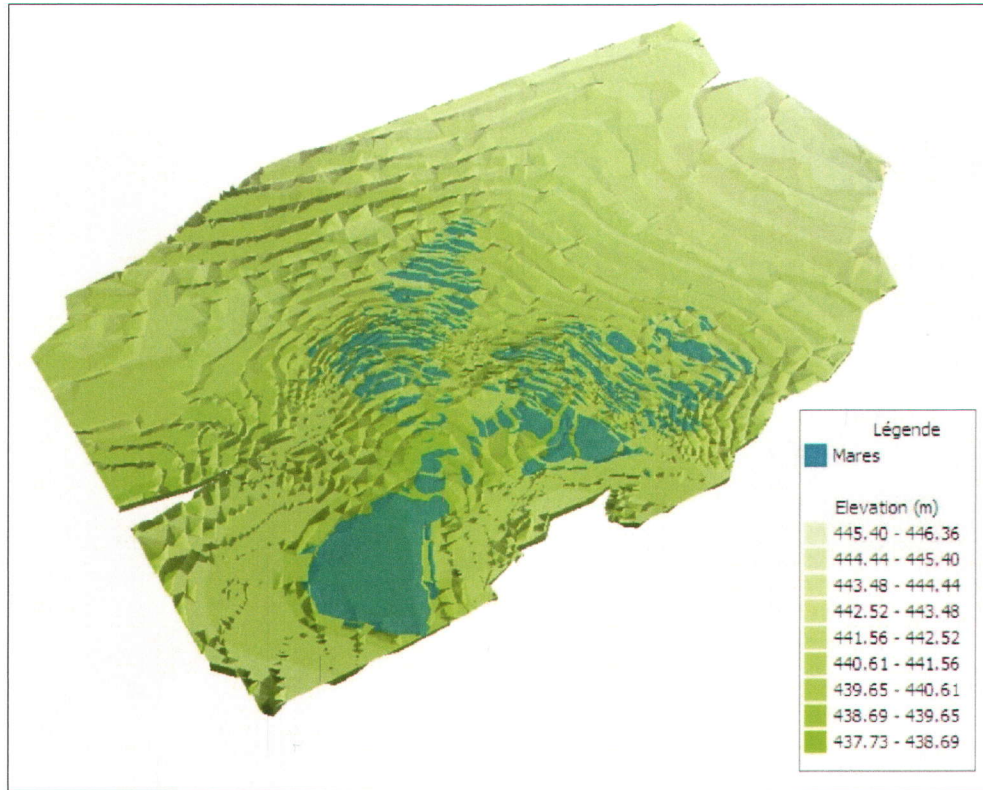 Légende
Mares
Elevation (m)
445.40 - 446.36
444.44 - 445.40
443.48 - 444.44
442.52 - 443.48
441.56 - 442.52
440.61 - 441.56
439.65 - 440.61
438.69 - 439.65
437.73 - 438.69